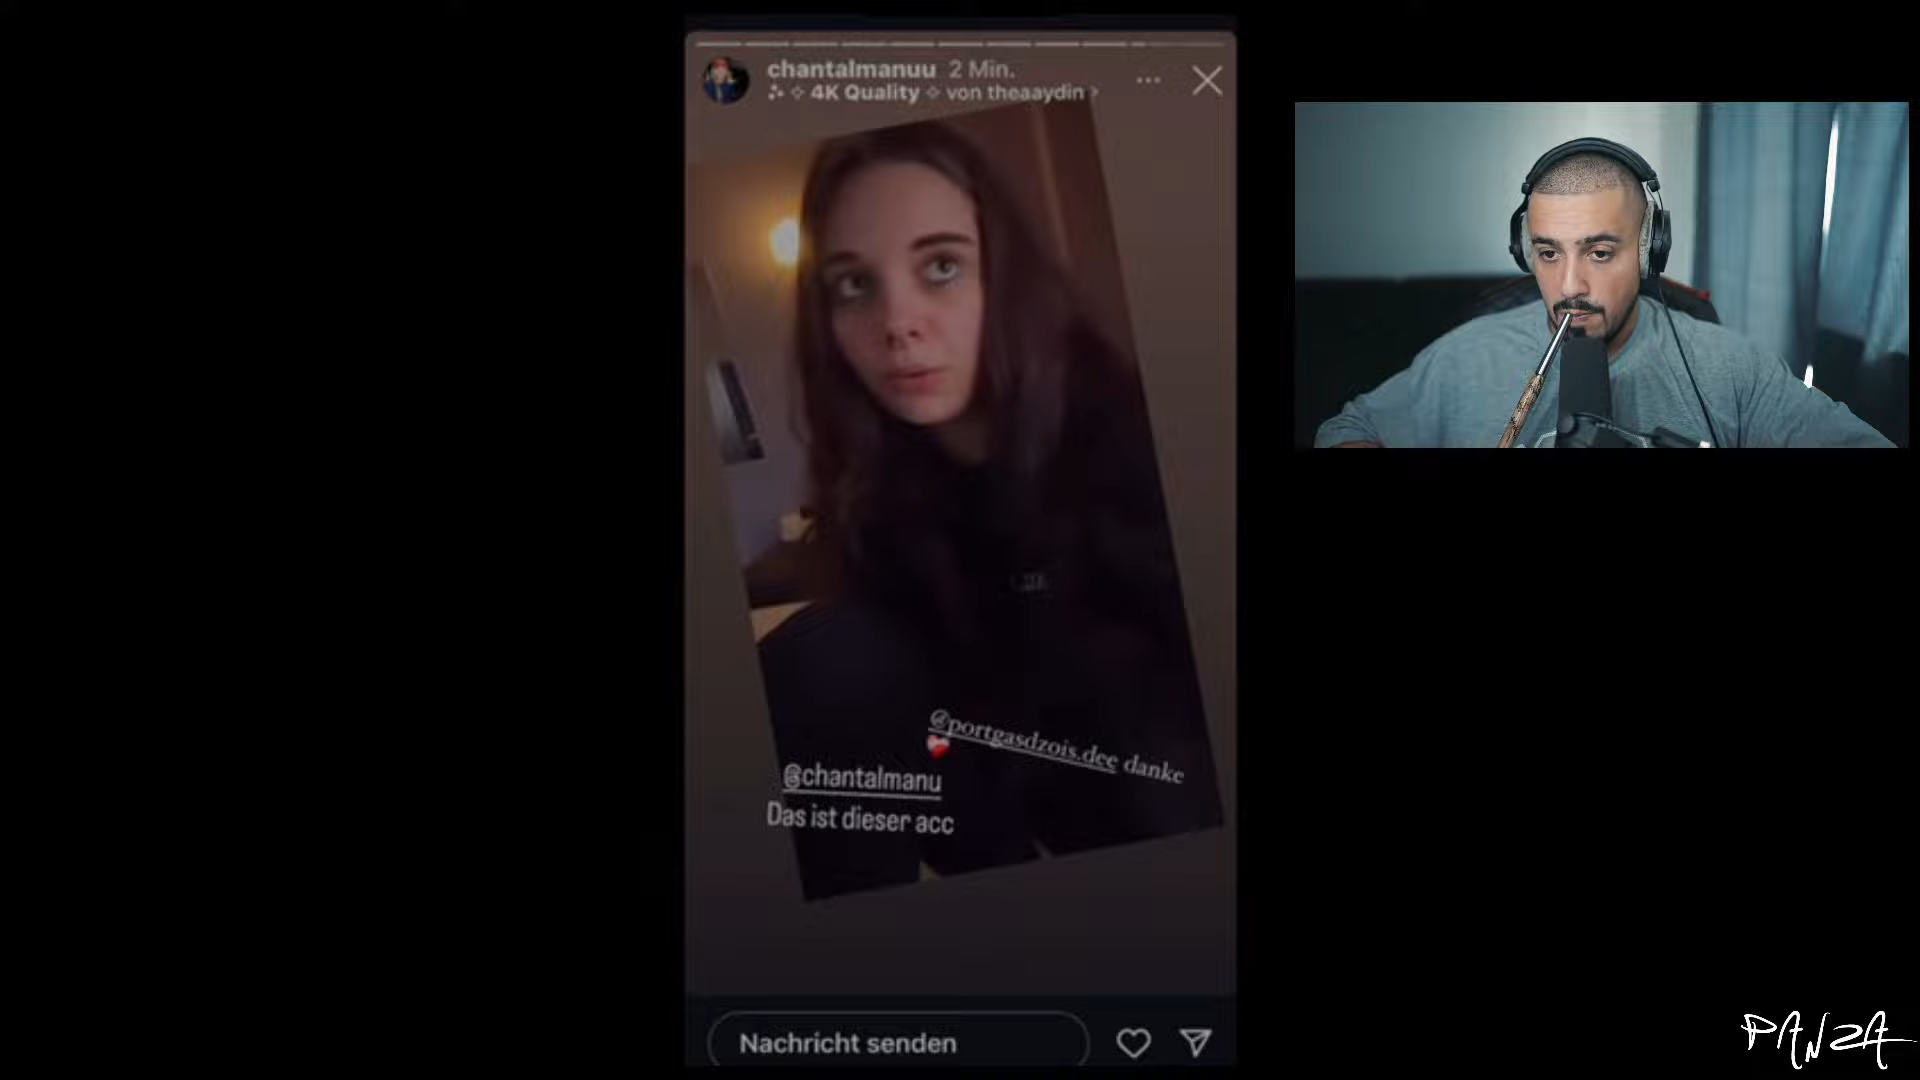 chantalmanuu 2 Min.
4K Quality von theaaydin
@portgasdzois.dee danke
@chantalmanu
Das ist dieser acc
Nachricht senden
PANZA